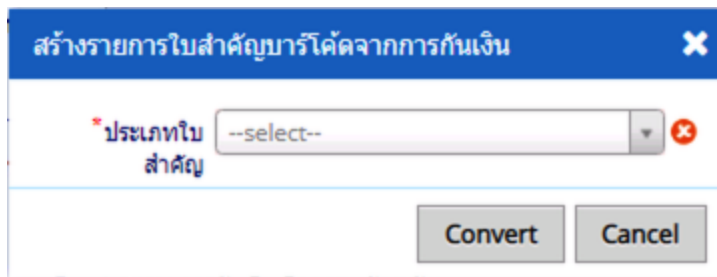 สร้างรายการใบสำคัญบาร์โค้ดจากการกันเงิน
*ประเภทใบ
สำคัญ
--select--
Convert
Cancel